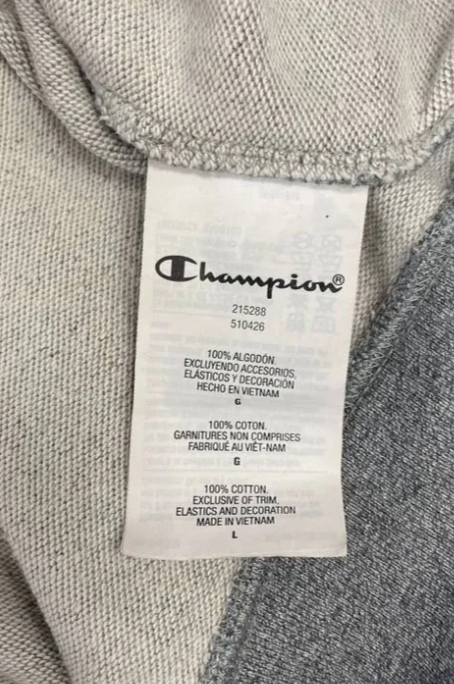 Champion®
215288
510426
100% ALGODÓN.
EXCLUYENDO ACCESORIOS,
ELÁSTICOS Y DECORACIÓN
HECHO EN VIETNAM
G
100% COTON.
GARNITURES NON COMPRISES
FABRIQUÉ AU VIÊT-NAM
G
100% COTTON.
EXCLUSIVE OF TRIM,
ELASTICS AND DECORATION
MADE IN VIETNAM
L